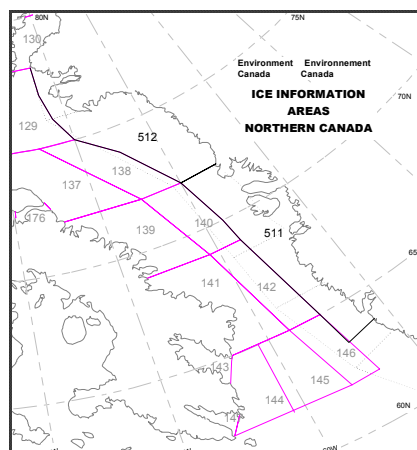 80N
75N
130
Environment Environnement
Canada Canada
ICE INFORMATION
AREAS
NORTHERN CANADA
70N
129
512
138
137
176
139
140
511
141
142
65
146
143
145
144
60N